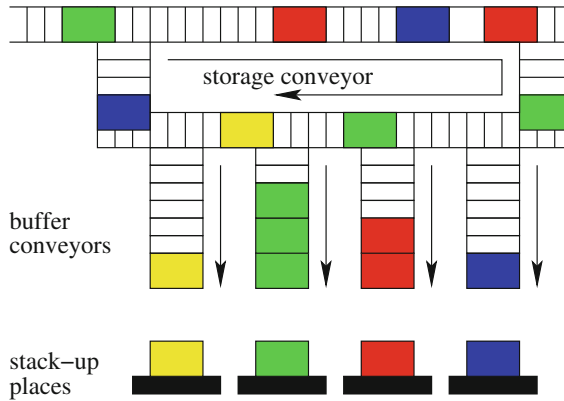 storage conveyor
buffer
conveyors
stack−up
places